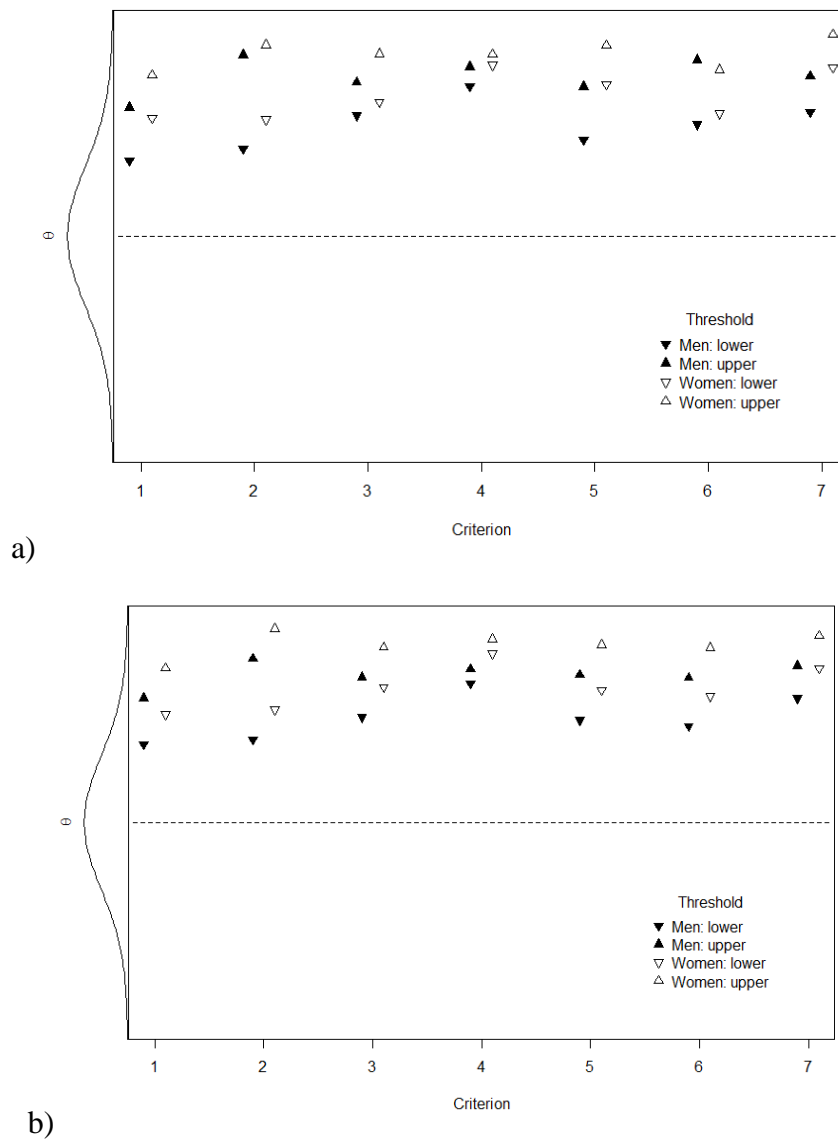 θ
Threshold
Men: lower
Men: upper
Women: lower
Women: upper
1 2 3 4 5 6 7
Criterion
a)
θ
Threshold
Men: lower
Men: upper
Women: lower
Women: upper
1 2 3 4 5 6 7
Criterion
b)